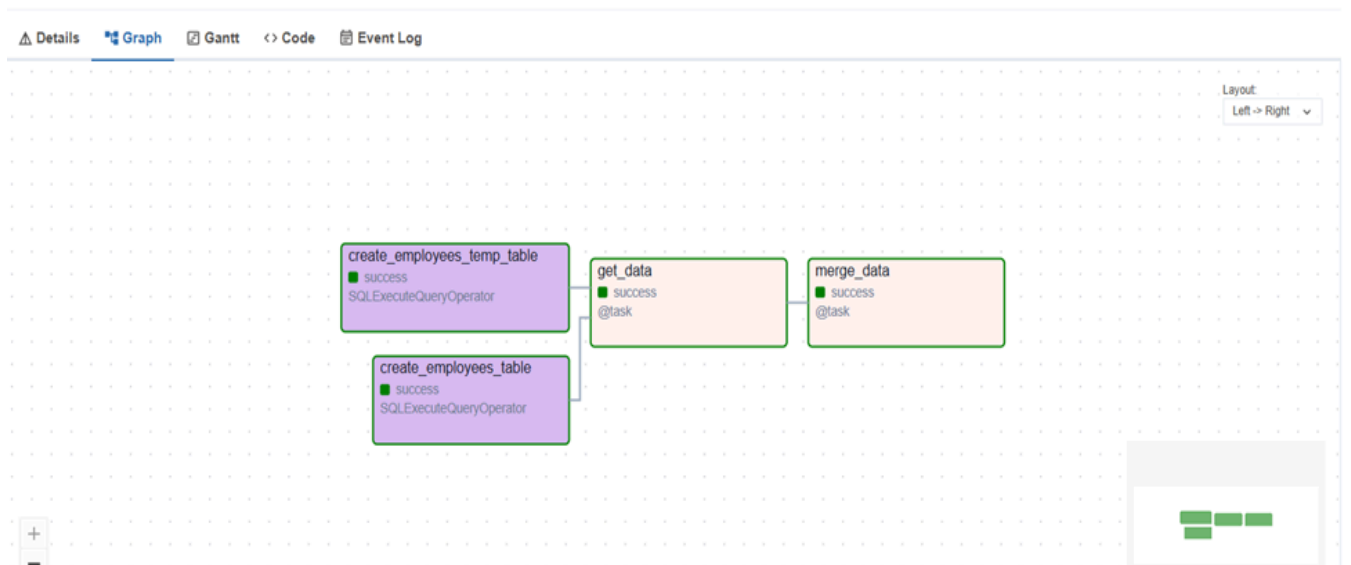 Details Graph Gantt <> Code Event Log
Layout:
Left -> Right
create_employees_temp_table
success
SQLExecuteQueryOperator
get_data
success
@task
merge_data
success
@task
create_employees_table
success
SQLExecuteQueryOperator